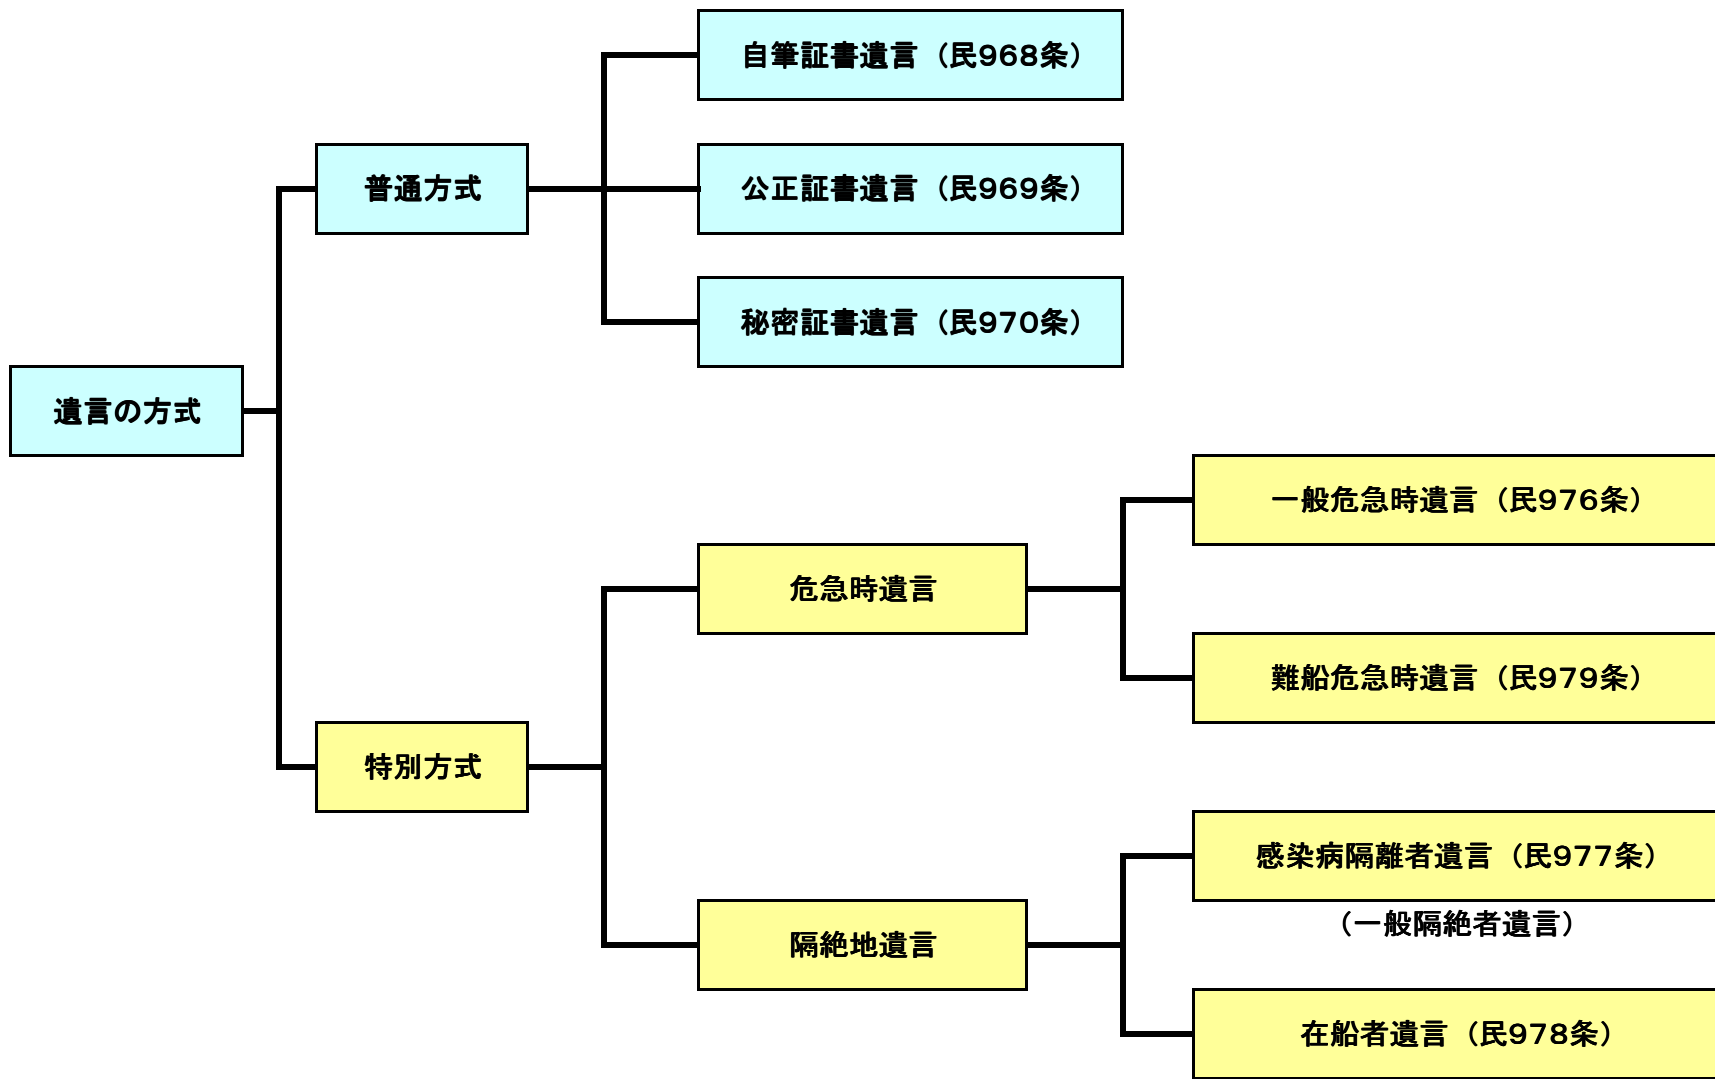 自筆証書遺言（民968条）
普通方式
公正証書遺言（民969条）
秘密証書遺言（民970条）
遺言の方式
一般危急時遺言（民976条）
危急時遺言
難船危急時遺言（民979条）
特別方式
感染病隔離者遺言（民977条）
（一般隔絶者遺言）
隔絶地遺言
在船者遺言（民978条）